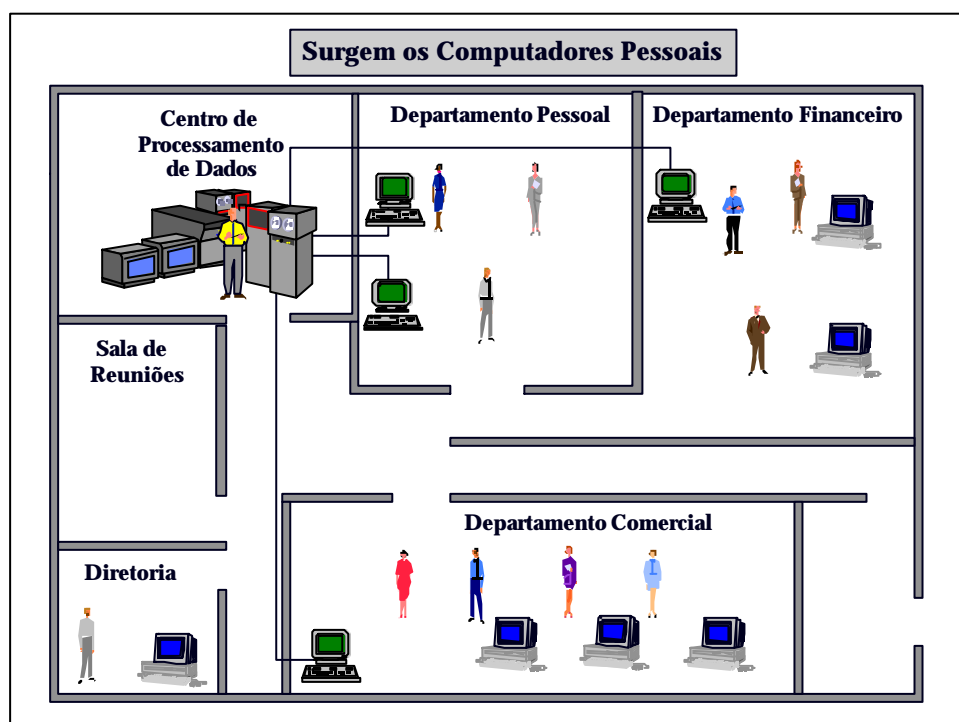 Surgem os Computadores Pessoais
Centro de
Processamento
de Dados
Departamento Pessoal
Departamento Financeiro
Sala de
Reuniões
Departamento Comercial
Diretoria